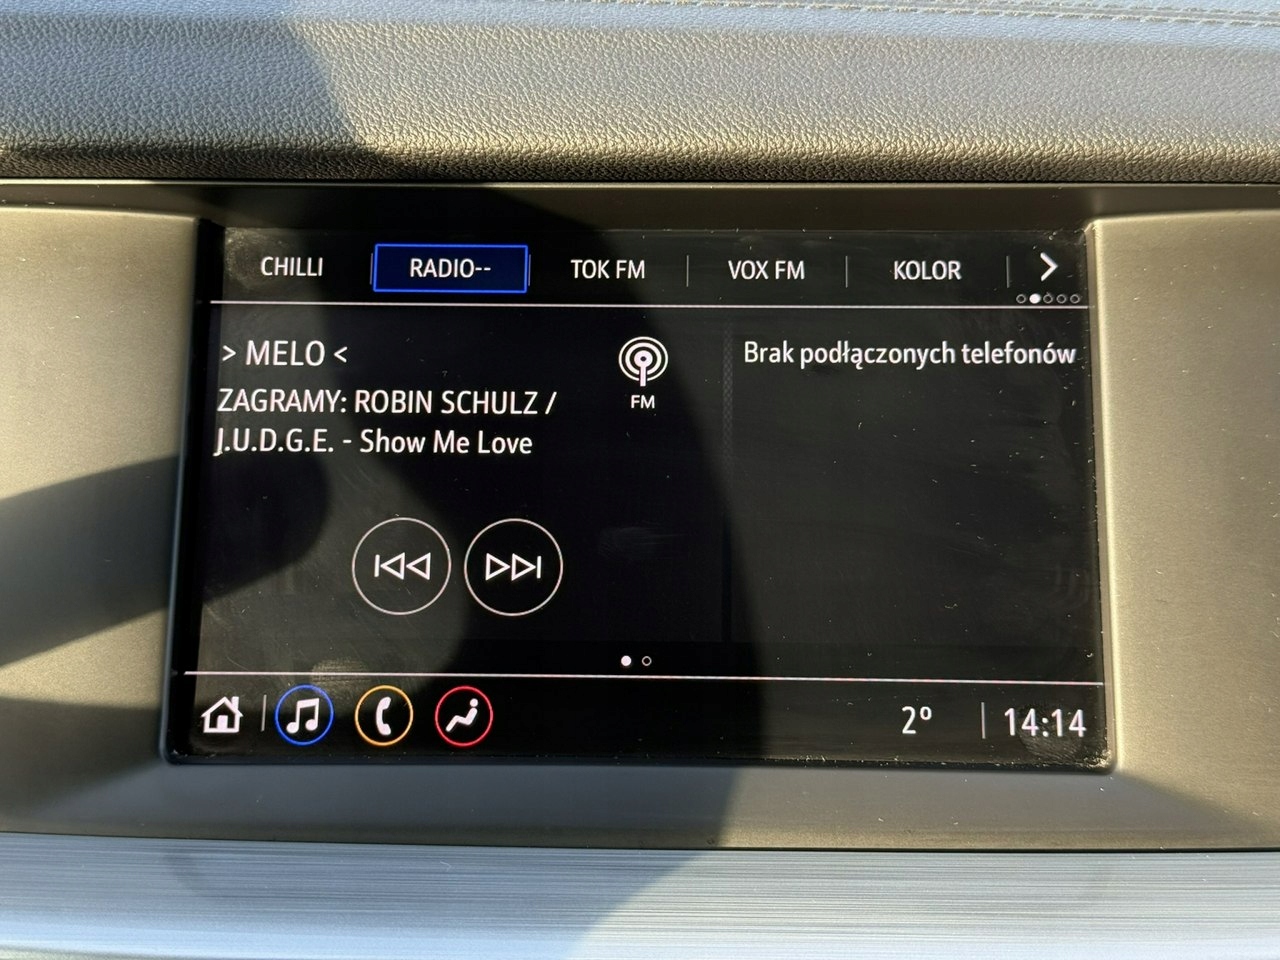 CHILLI
RADIO--
TOK FM
VOX FM
KOLOR
> MELO <
ZAGRAMY: ROBIN SCHULZ /
J.U.D.G.E. - Show Me Love
FM
Brak podłączonych telefonów
2º
14:14